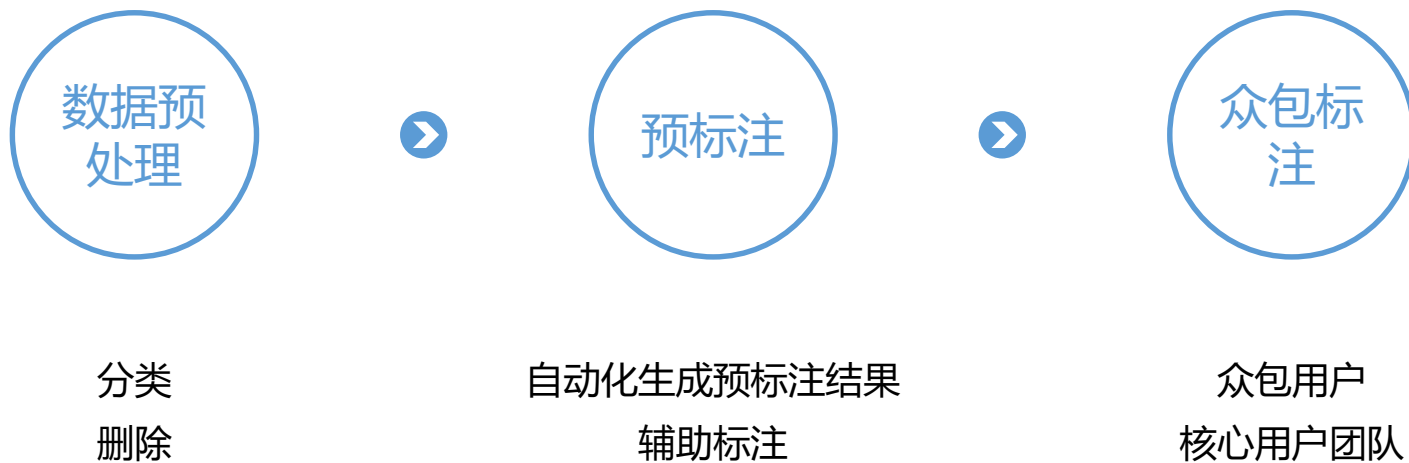 数据预
处理
预标注
众包标
注
分类
删除
自动化生成预标注结果
辅助标注
众包用户
核心用户团队